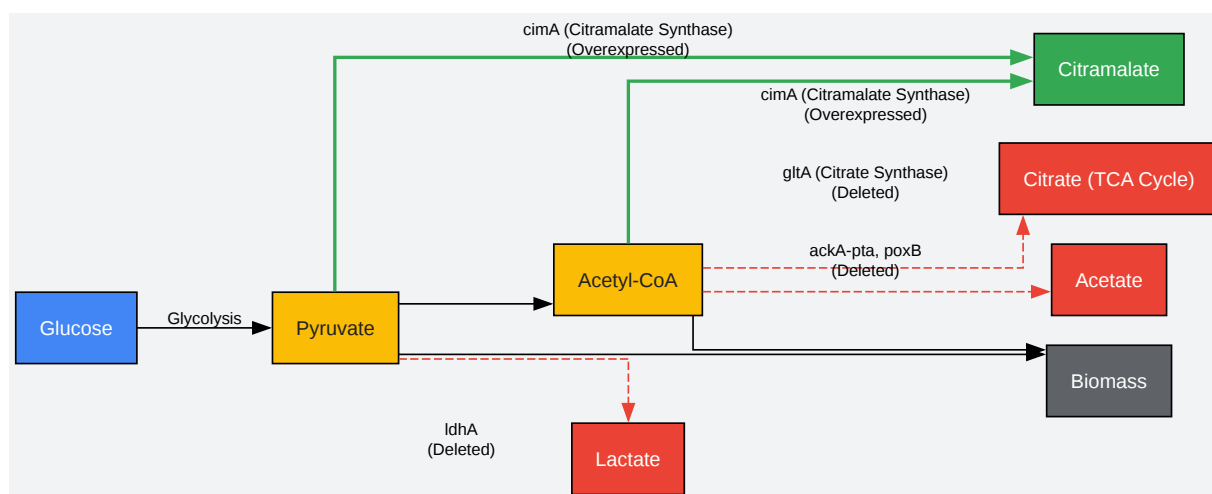 cimA (Citramalate Synthase)
(Overexpressed)
Citramalate
cimA (Citramalate Synthase)
(Overexpressed)
gltA (Citrate Synthase)
(Deleted)
Citrate (TCA Cycle)
ackA-pta, poxB
(Deleted)
Acetyl-CoA
Acetate
Glucose
Glycolysis
Pyruvate
Biomass
ldhA
(Deleted)
Lactate